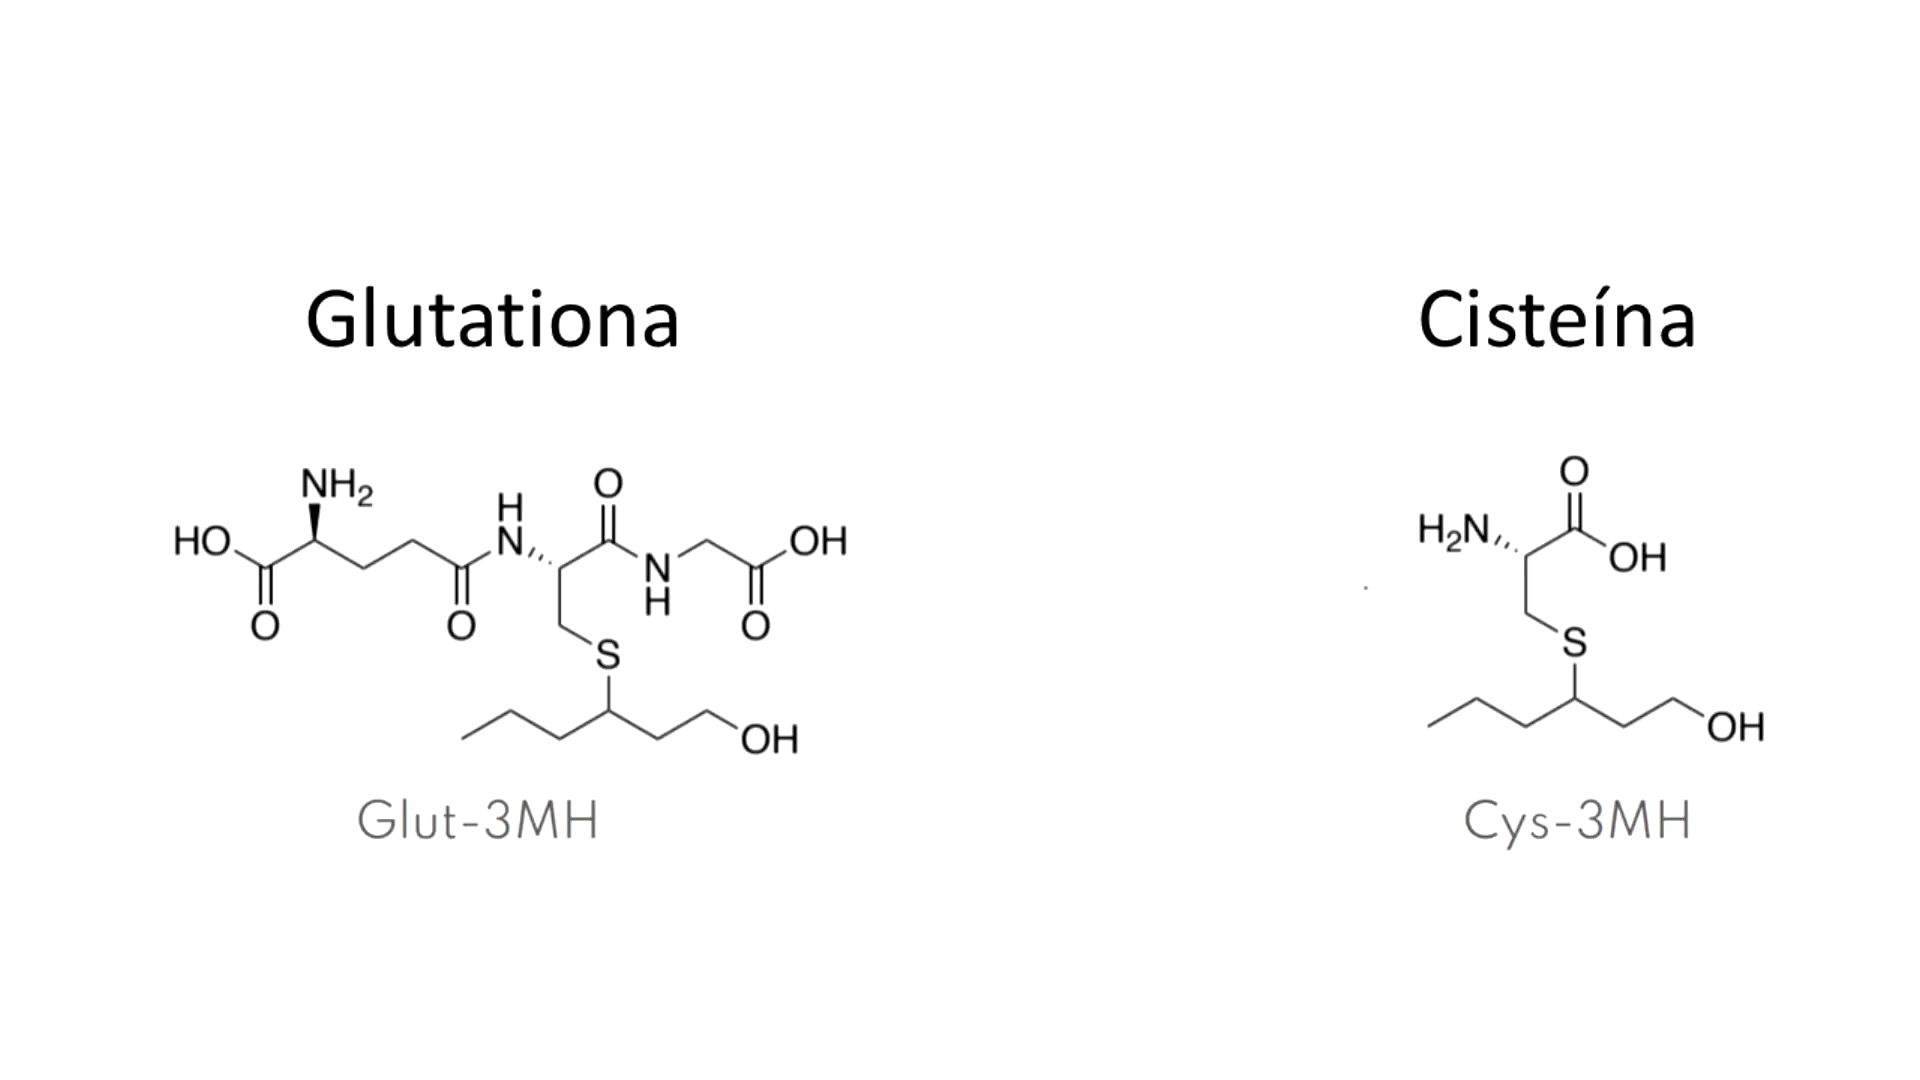 Glutationa
Cisteína
NH2
HO
O
O
H
N
O
N
H
OH
O
S
OH
Glut-3MH
O
H2N
OH
S
OH
Cys-3MH